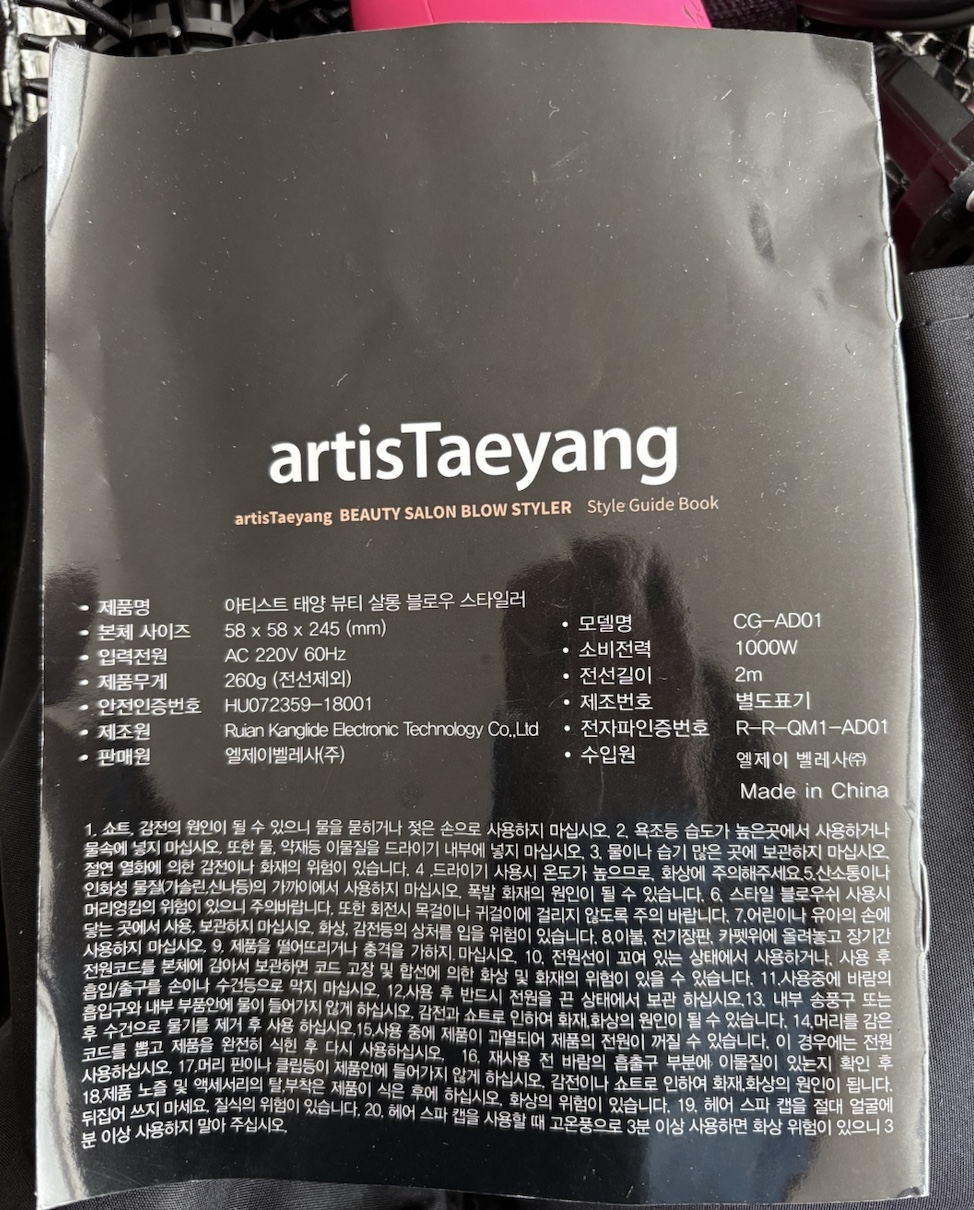 artisTaeyang
artisTaeyang BEAUTY SALON BLOW STYLER Style Guide Book
• 제품명 아티스트 태양 뷰티 살롱 블로우 스타일러
• 본체 사이즈 58 x 58 x 245 (mm)
• 입력전원 AC 220V 60Hz
• 제품무게 260g (전선제외)
• 안전인증번호 HU072359-18001
• 제조원 Ruian Kanglide Electronic Technology Co.,Ltd
• 판매원 엘제이벨레사(주)
• 모델명 CG-AD01
• 소비전력 1000W
• 전선길이 2m
• 제조번호 별도표기
• 전자파인증번호 R-R-QM1-AD01
• 수입원 엘제이 벨레사㈜
Made in China
1. 쇼트, 감전의 원인이 될 수 있으니 물을 묻히거나 젖은 손으로 사용하지 마십시오. 2. 욕조등 습도가 높은곳에서 사용하거나
물속에 넣지 마십시오. 또한 물, 약재등 이물질을 드라이기 내부에 넣지 마십시오. 3. 물이나 습기 많은 곳에 보관하지 마십시오.
절연 열화에 의한 감전이나 화재의 위험이 있습니다. 4 .드라이기 사용시 온도가 높으므로, 화상에 주의해주세요.5.산소통이나
인화성 물질(가솔린,신나등)의 가까이에서 사용하지 마십시오. 폭발 화재의 원인이 될 수 있습니다. 6. 스타일 블로우쉬 사용시
머리엉킴의 위험이 있으니 주의바랍니다. 또한 회전시 목걸이나 귀걸이에 걸리지 않도록 주의 바랍니다. 7.어린이나 유아의 손에
닿는 곳에서 사용, 보관하지 마십시오. 화상, 감전등의 상처를 입을 위험이 있습니다. 8.이불, 전기장판, 카펫위에 올려놓고 장기간
사용하지 마십시오. 9. 제품을 떨어뜨리거나 충격을 가하지 마십시오. 10. 전원선이 꼬여 있는 상태에서 사용하거나, 사용 후
전원코드를 본체에 감아서 보관하면 코드 고장 및 합선에 의한 화상 및 화재의 위험이 있을 수 있습니다. 11.사용중에 바람의
흡입/출구를 손이나 수건등으로 막지 마십시오. 12.사용 후 반드시 전원을 끈 상태에서 보관 하십시오.13. 내부 송풍구 또는
흡입구와 내부 부품안에 물이 들어가지 않게 하십시오. 감전과 쇼트로 인하여 화재,화상의 원인이 될 수 있습니다. 14.머리를 감은
후 수건으로 물기를 제거 후 사용 하십시오.15.사용 중에 제품이 과열되어 제품의 전원이 꺼질 수 있습니다. 이 경우에는 전원
코드를 뽑고 제품을 완전히 식힌 후 다시 사용하십시오. 16. 재사용 전 바람의 흡출구 부분에 이물질이 있는지 확인 후
사용하십시오. 17.머리 핀이나 클립등이 제품안에 들어가지 않게 하십시오. 감전이나 쇼트로 인하여 화재,화상의 원인이 됩니다.
18.제품 노즐 및 액세서리의 탈,부착은 제품이 식은 후에 하십시오. 화상의 위험이 있습니다. 19. 헤어 스파 캡을 절대 얼굴에
뒤집어 쓰지 마세요. 질식의 위험이 있습니다. 20. 헤어 스파 캡을 사용할 때 고온풍으로 3분 이상 사용하면 화상 위험이 있으니 3
분 이상 사용하지 말아 주십시오.